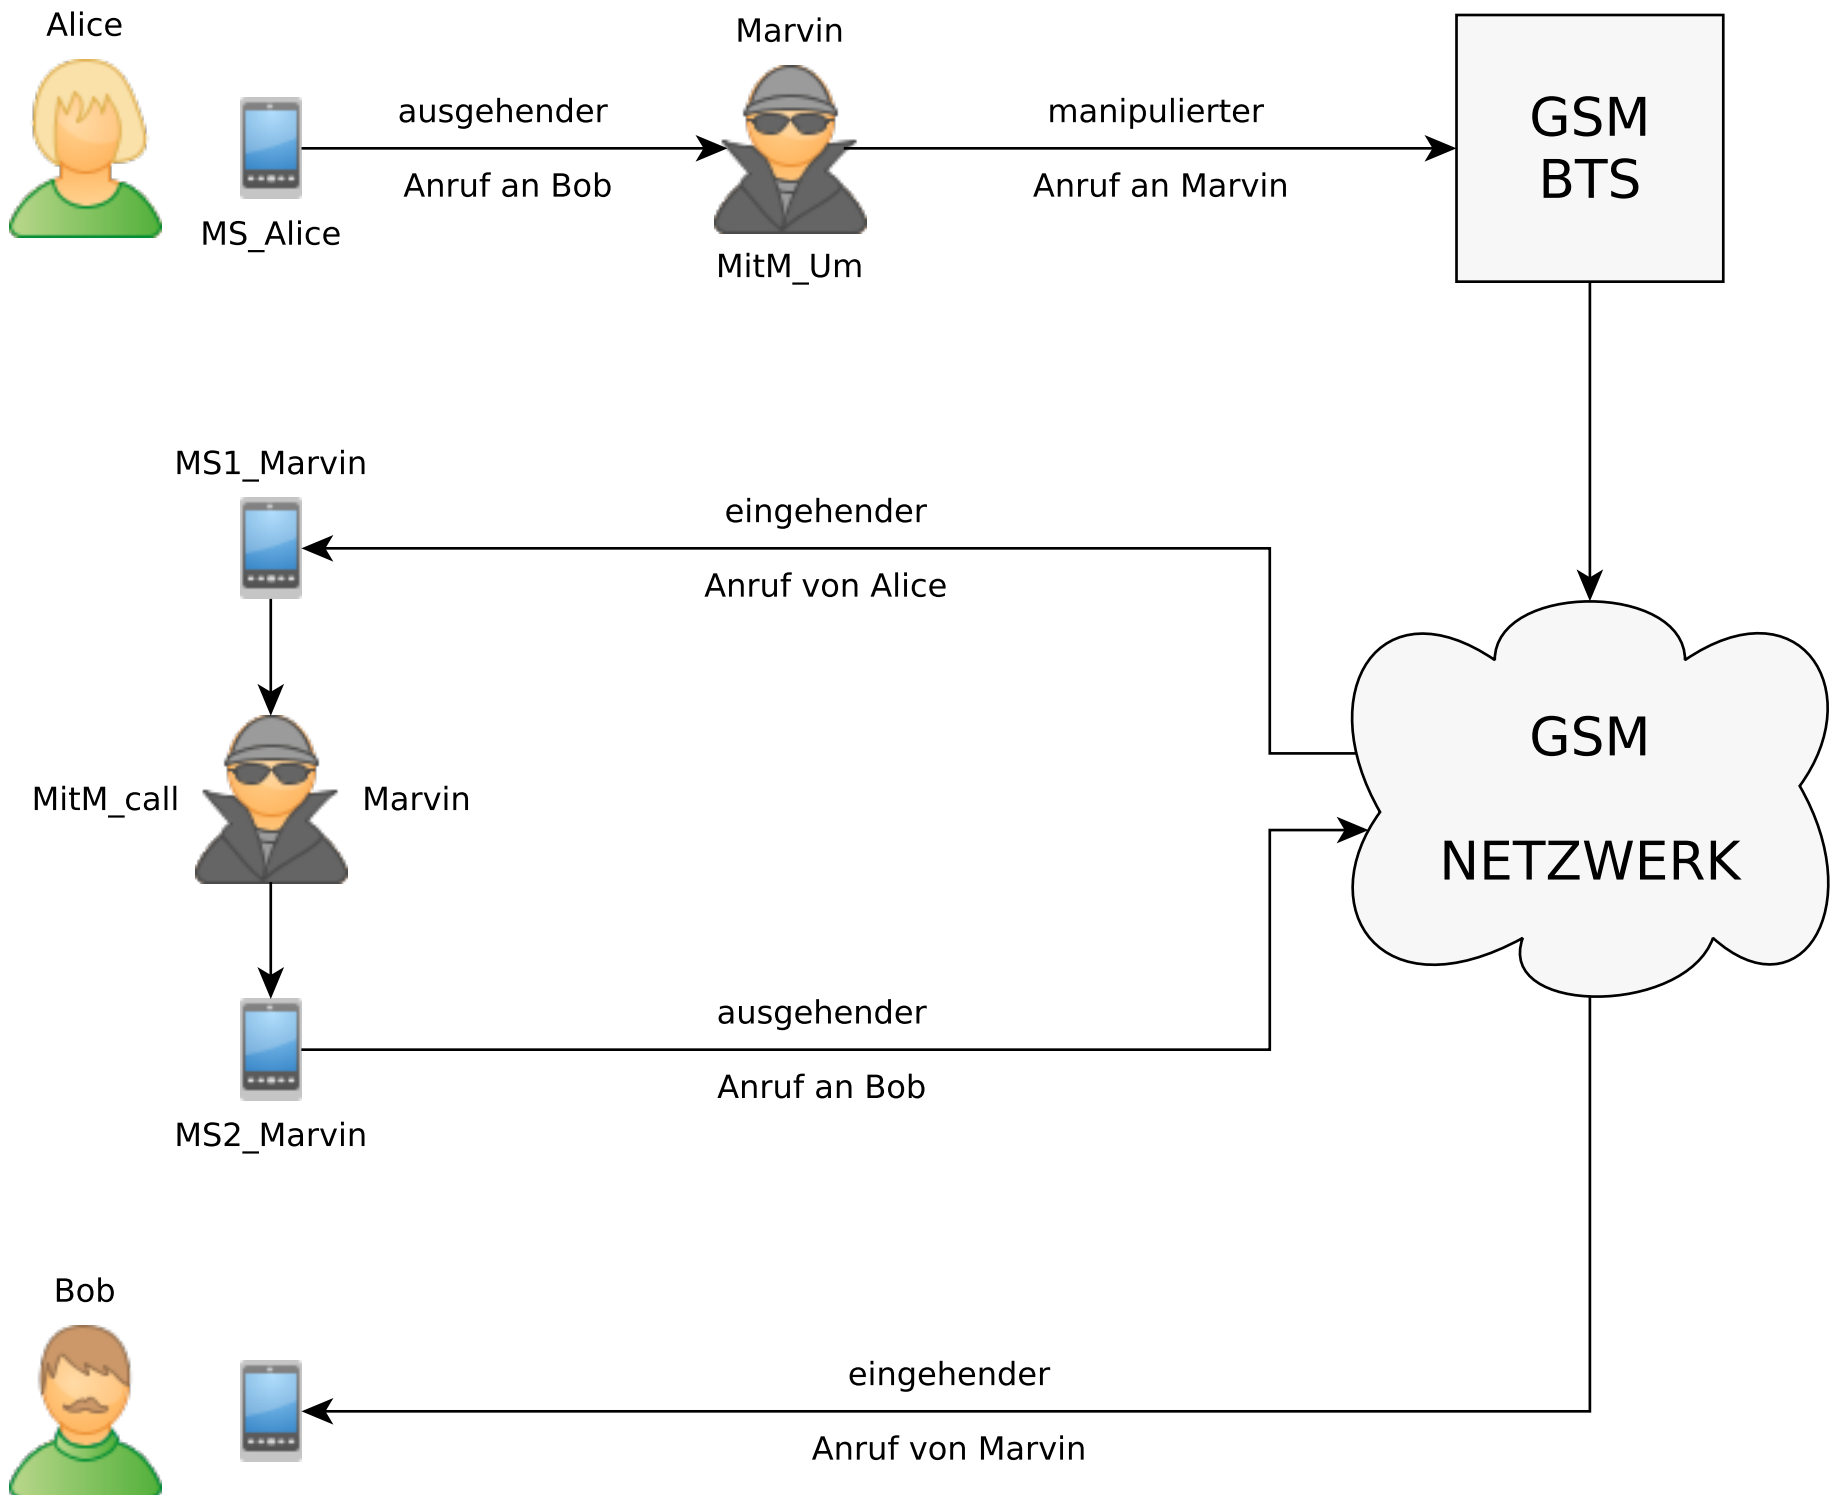 Alice
Marvin
ausgehender
Anruf an Bob
manipulierter
Anruf an Marvin
GSM
BTS
MS_Alice
MitM_Um
MS1_Marvin
eingehender
Anruf von Alice
MitM_call
Marvin
GSM
NETZWERK
ausgehender
Anruf an Bob
MS2_Marvin
Bob
eingehender
Anruf von Marvin